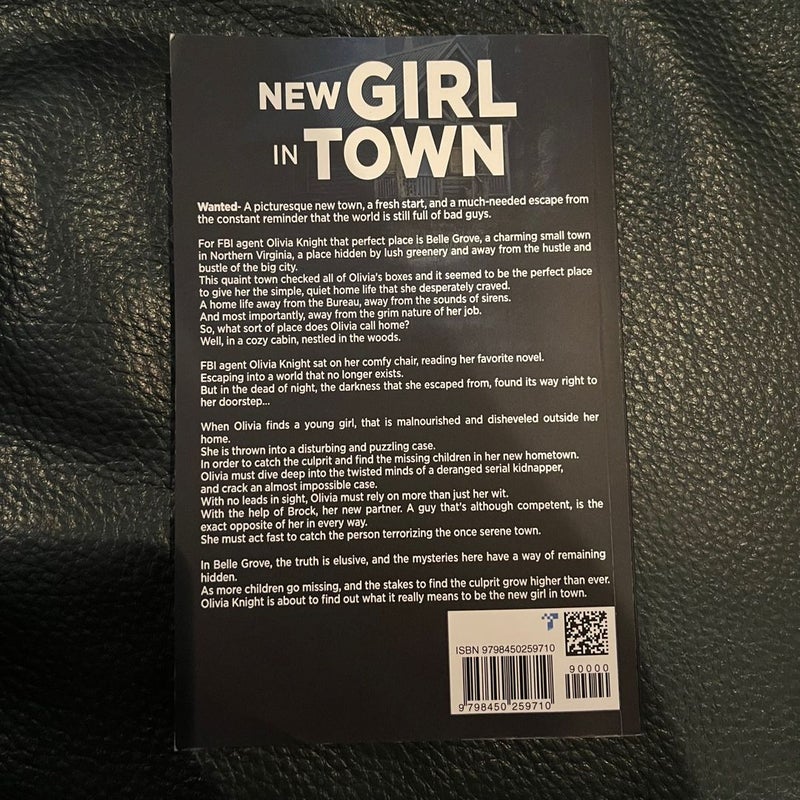 NEW GIRL
IN TOWN
Wanted- A picturesque new town, a fresh start, and a much-needed escape from
the constant reminder that the world is still full of bad guys.
For FBI agent Olivia Knight that perfect place is Belle Grove, a charming small town
in Northern Virginia, a place hidden by lush greenery and away from the hustle and
bustle of the big city.
This quaint town checked all of Olivia's boxes and it seemed to be the perfect place
to give her the simple, quiet home life that she desperately craved.
A home life away from the Bureau, away from the sounds of sirens.
And most importantly, away from the grim nature of her job.
So, what sort of place does Olivia call home?
Well, in a cozy cabin, nestled in the woods.
FBI agent Olivia Knight sat on her comfy chair, reading her favorite novel.
Escaping into a world that no longer exists.
But in the dead of night, the darkness that she escaped from, found its way right to
her doorstep...
When Olivia finds a young girl, that is malnourished and disheveled outside her
home.
She is thrown into a disturbing and puzzling case.
In order to catch the culprit and find the missing children in her new hometown.
Olivia must dive deep into the twisted minds of a deranged serial kidnapper,
and crack an almost impossible case.
With no leads in sight, Olivia must rely on more than just her wit.
With the help of Brock, her new partner. A guy that's although competent, is the
exact opposite of her in every way.
She must act fast to catch the person terrorizing the once serene town.
In Belle Grove, the truth is elusive, and the mysteries here have a way of remaining
hidden.
As more children go missing, and the stakes to find the culprit grow higher than ever.
Olivia Knight is about to find out what it really means to be the new girl in town.
ISBN 9798450259710
90000
9 798450 259710